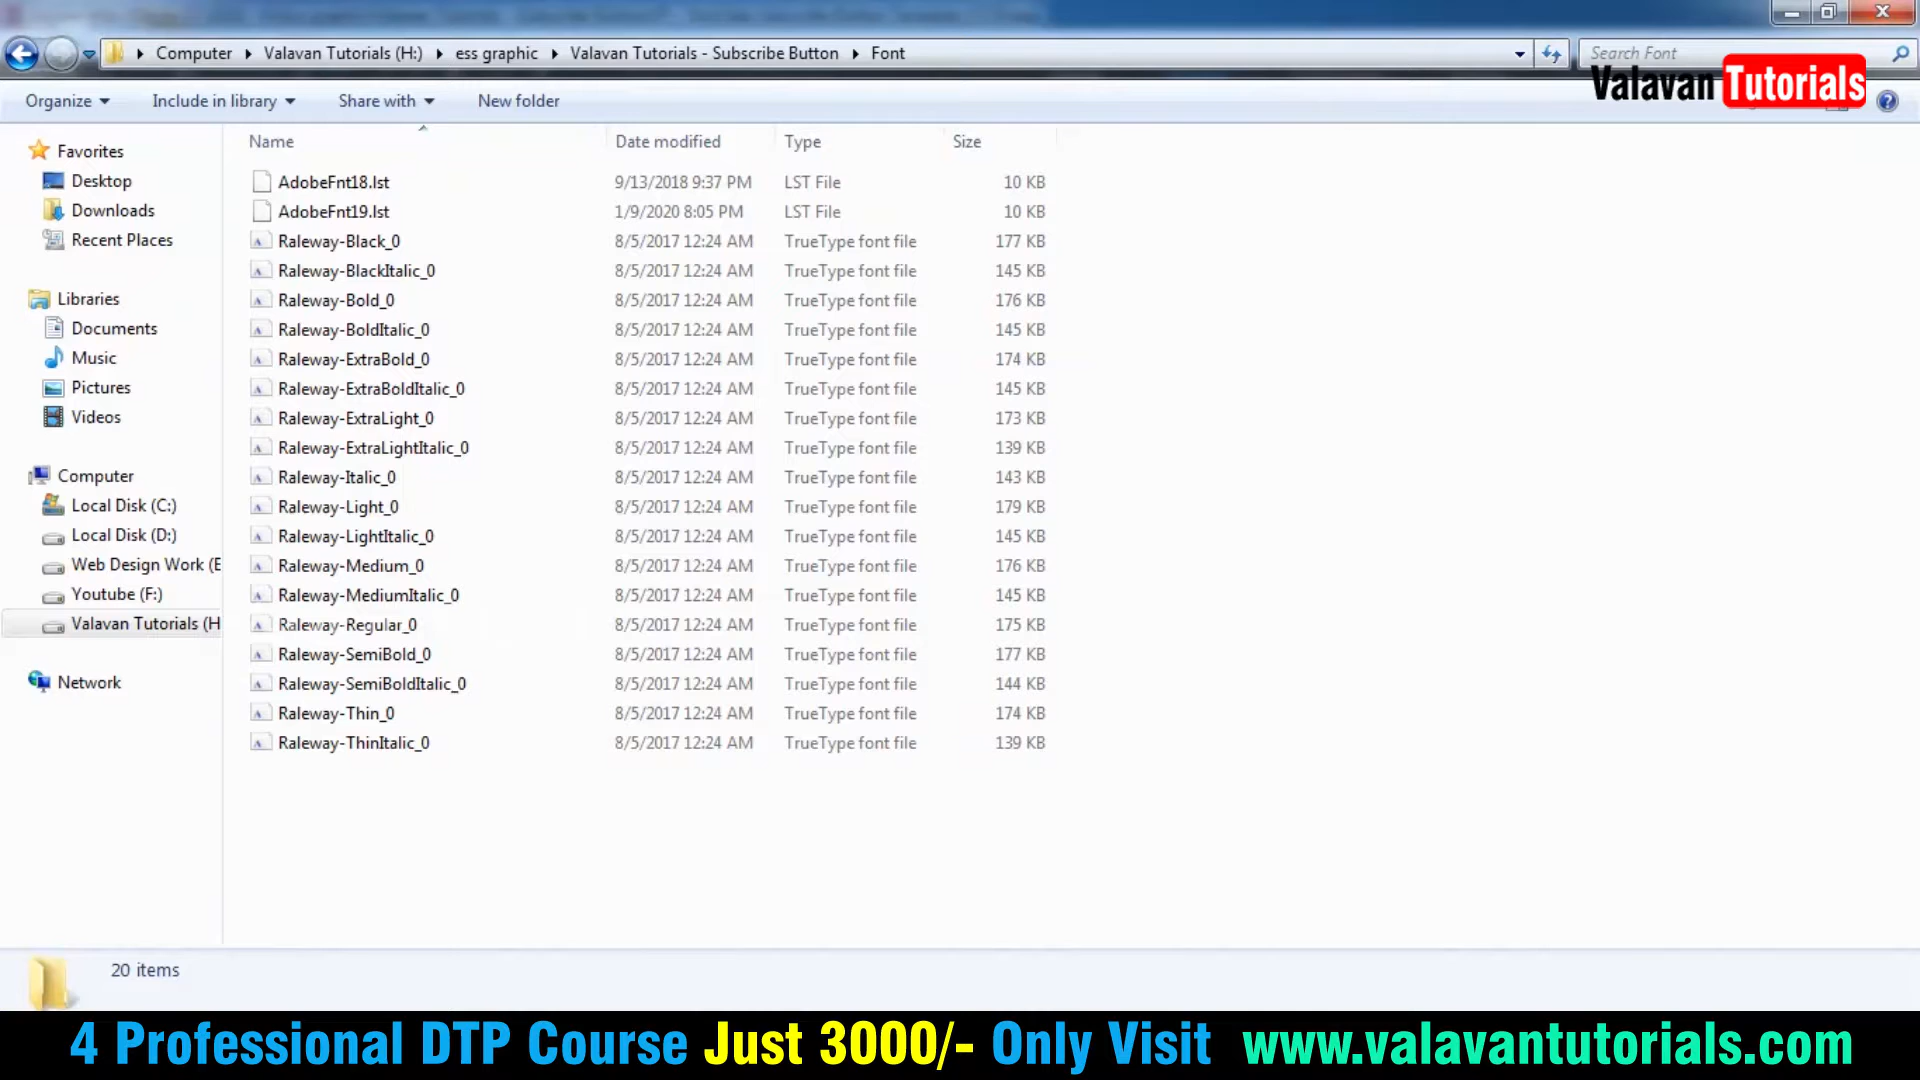 Computer Valavan Tutorials (H:) ess graphic Valavan Tutorials - Subscribe Button Font Search Font
Valavan Tutorials
Organize Include in library Share with New folder
Name Date modified Type Size
Favorites
Desktop
Downloads
Recent Places
Libraries
Documents
Music
Pictures
Videos
Computer
Local Disk (C:)
Local Disk (D:)
Web Design Work (E
Youtube (F:)
Valavan Tutorials (H
Network
AdobeFnt18.lst 9/13/2018 9:37 PM LST File 10 KB
AdobeFnt19.lst 1/9/2020 8:05 PM LST File 10 KB
Raleway-Black_0 8/5/2017 12:24 AM TrueType font file 177 KB
Raleway-BlackItalic_0 8/5/2017 12:24 AM TrueType font file 145 KB
Raleway-Bold_0 8/5/2017 12:24 AM TrueType font file 176 KB
Raleway-BoldItalic_0 8/5/2017 12:24 AM TrueType font file 145 KB
Raleway-ExtraBold_0 8/5/2017 12:24 AM TrueType font file 174 KB
Raleway-ExtraBoldItalic_0 8/5/2017 12:24 AM TrueType font file 145 KB
Raleway-ExtraLight_0 8/5/2017 12:24 AM TrueType font file 173 KB
Raleway-ExtraLightItalic_0 8/5/2017 12:24 AM TrueType font file 139 KB
Raleway-Italic_0 8/5/2017 12:24 AM TrueType font file 143 KB
Raleway-Light_0 8/5/2017 12:24 AM TrueType font file 179 KB
Raleway-LightItalic_0 8/5/2017 12:24 AM TrueType font file 145 KB
Raleway-Medium_0 8/5/2017 12:24 AM TrueType font file 176 KB
Raleway-MediumItalic_0 8/5/2017 12:24 AM TrueType font file 145 KB
Raleway-Regular_0 8/5/2017 12:24 AM TrueType font file 175 KB
Raleway-SemiBold_0 8/5/2017 12:24 AM TrueType font file 177 KB
Raleway-SemiBoldItalic_0 8/5/2017 12:24 AM TrueType font file 144 KB
Raleway-Thin_0 8/5/2017 12:24 AM TrueType font file 174 KB
Raleway-ThinItalic_0 8/5/2017 12:24 AM TrueType font file 139 KB
20 items
4 Professional DTP Course Just 3000/- Only Visit www.valavantutorials.com